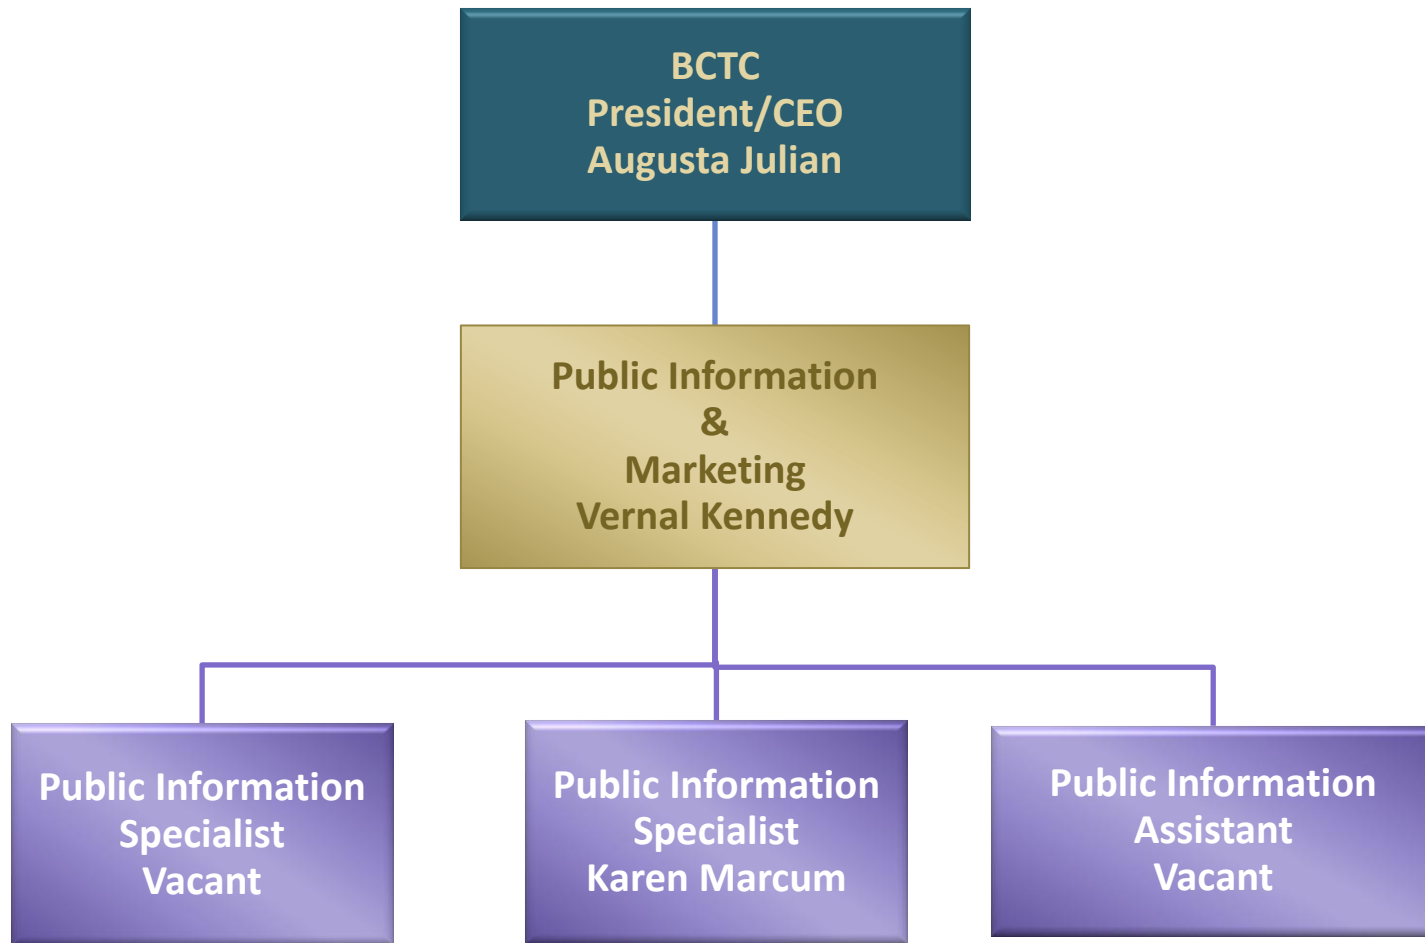 BCTC
President/CEO
Augusta Julian
Public Information
&
Marketing
Vernal Kennedy
Public Information
Specialist
Vacant
Public Information
Specialist
Karen Marcum
Public Information
Assistant
Vacant